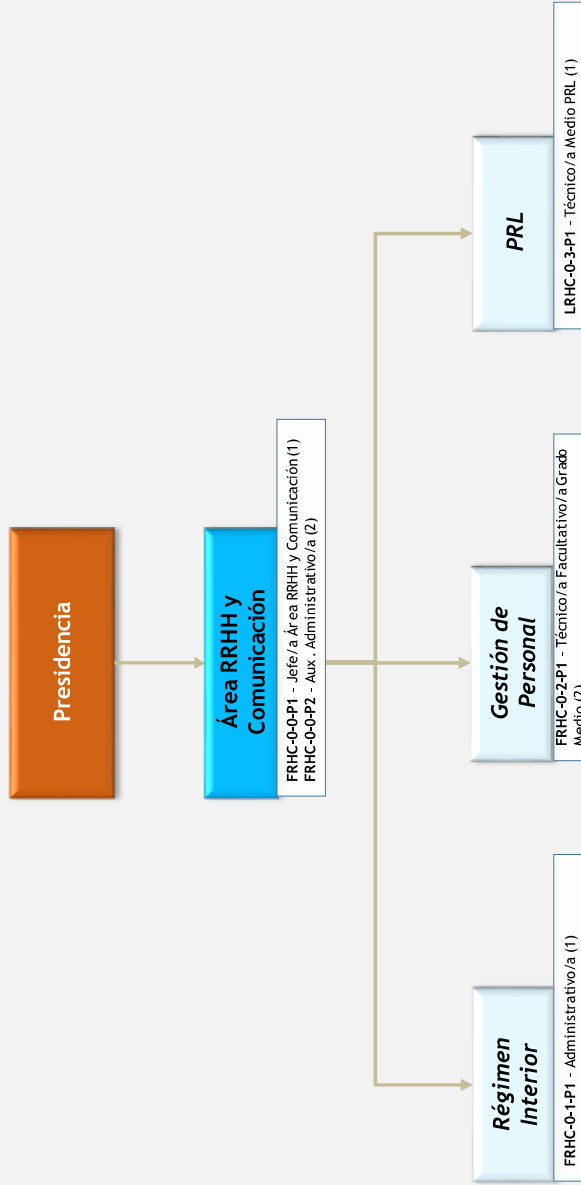 Presidencia
Área RRHH y
Comunicación
FRHC-0-0-P1 - Jefe/a Área RRHH y Comunicación (1)
FRHC-0-0-P2 - Aux. Administrativo/a (2)
Régimen
Interior
FRHC-0-1-P1 - Administrativo/a (1)
Gestión de
Personal
FRHC-0-2-P1 - Técnico/a Facultativo/a Grado
Medio (2)
PRL
LRHC-0-3-P1 - Técnico/a Medio PRL (1)